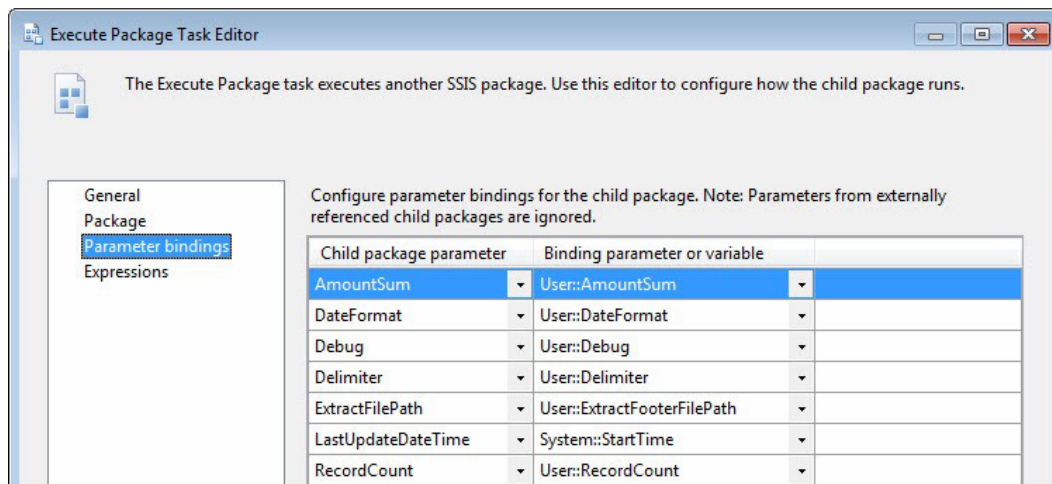 Execute Package Task Editor
The Execute Package task executes another SSIS package. Use this editor to configure how the child package runs.
General
Package
Parameter bindings
Expressions
Configure parameter bindings for the child package. Note: Parameters from externally
referenced child packages are ignored.
Child package parameter Binding parameter or variable
AmountSum User::AmountSum
DateFormat User::DateFormat
Debug User::Debug
Delimiter User::Delimiter
ExtractFilePath User::ExtractFooterFilePath
LastUpdateDateTime System::StartTime
RecordCount User::RecordCount